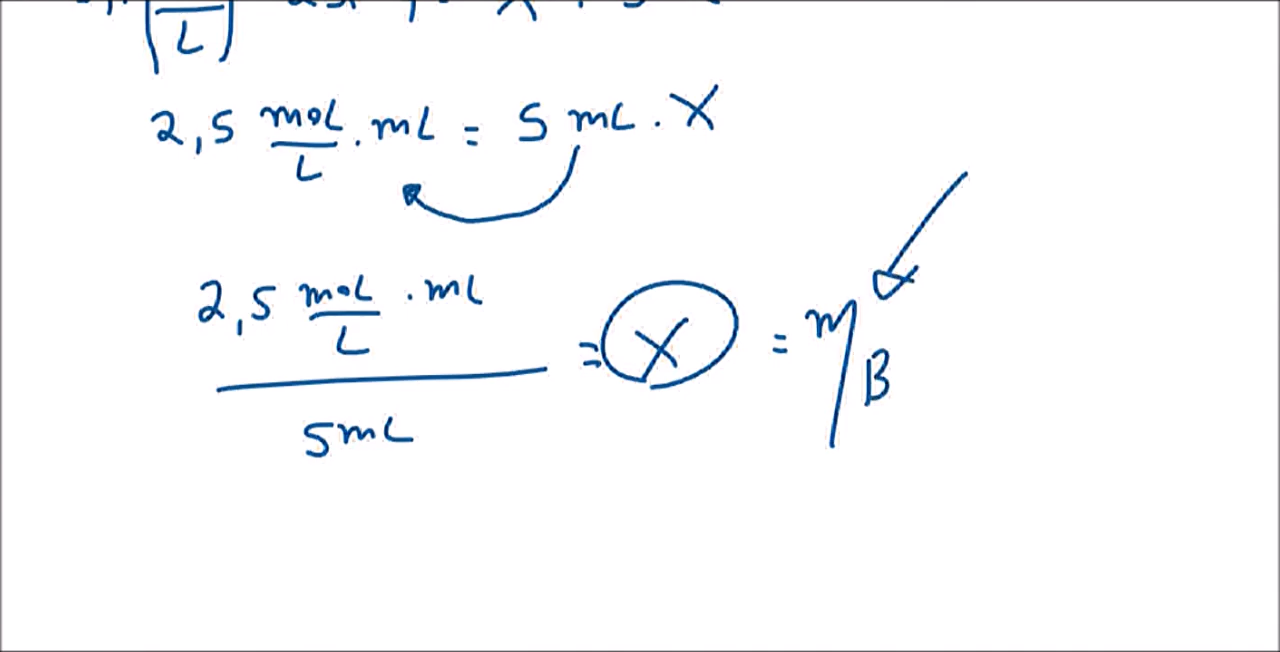 L
2,5 mol/L . mL = 5 mL . X
2,5 mol/L . mL
= X = m/B
5mL